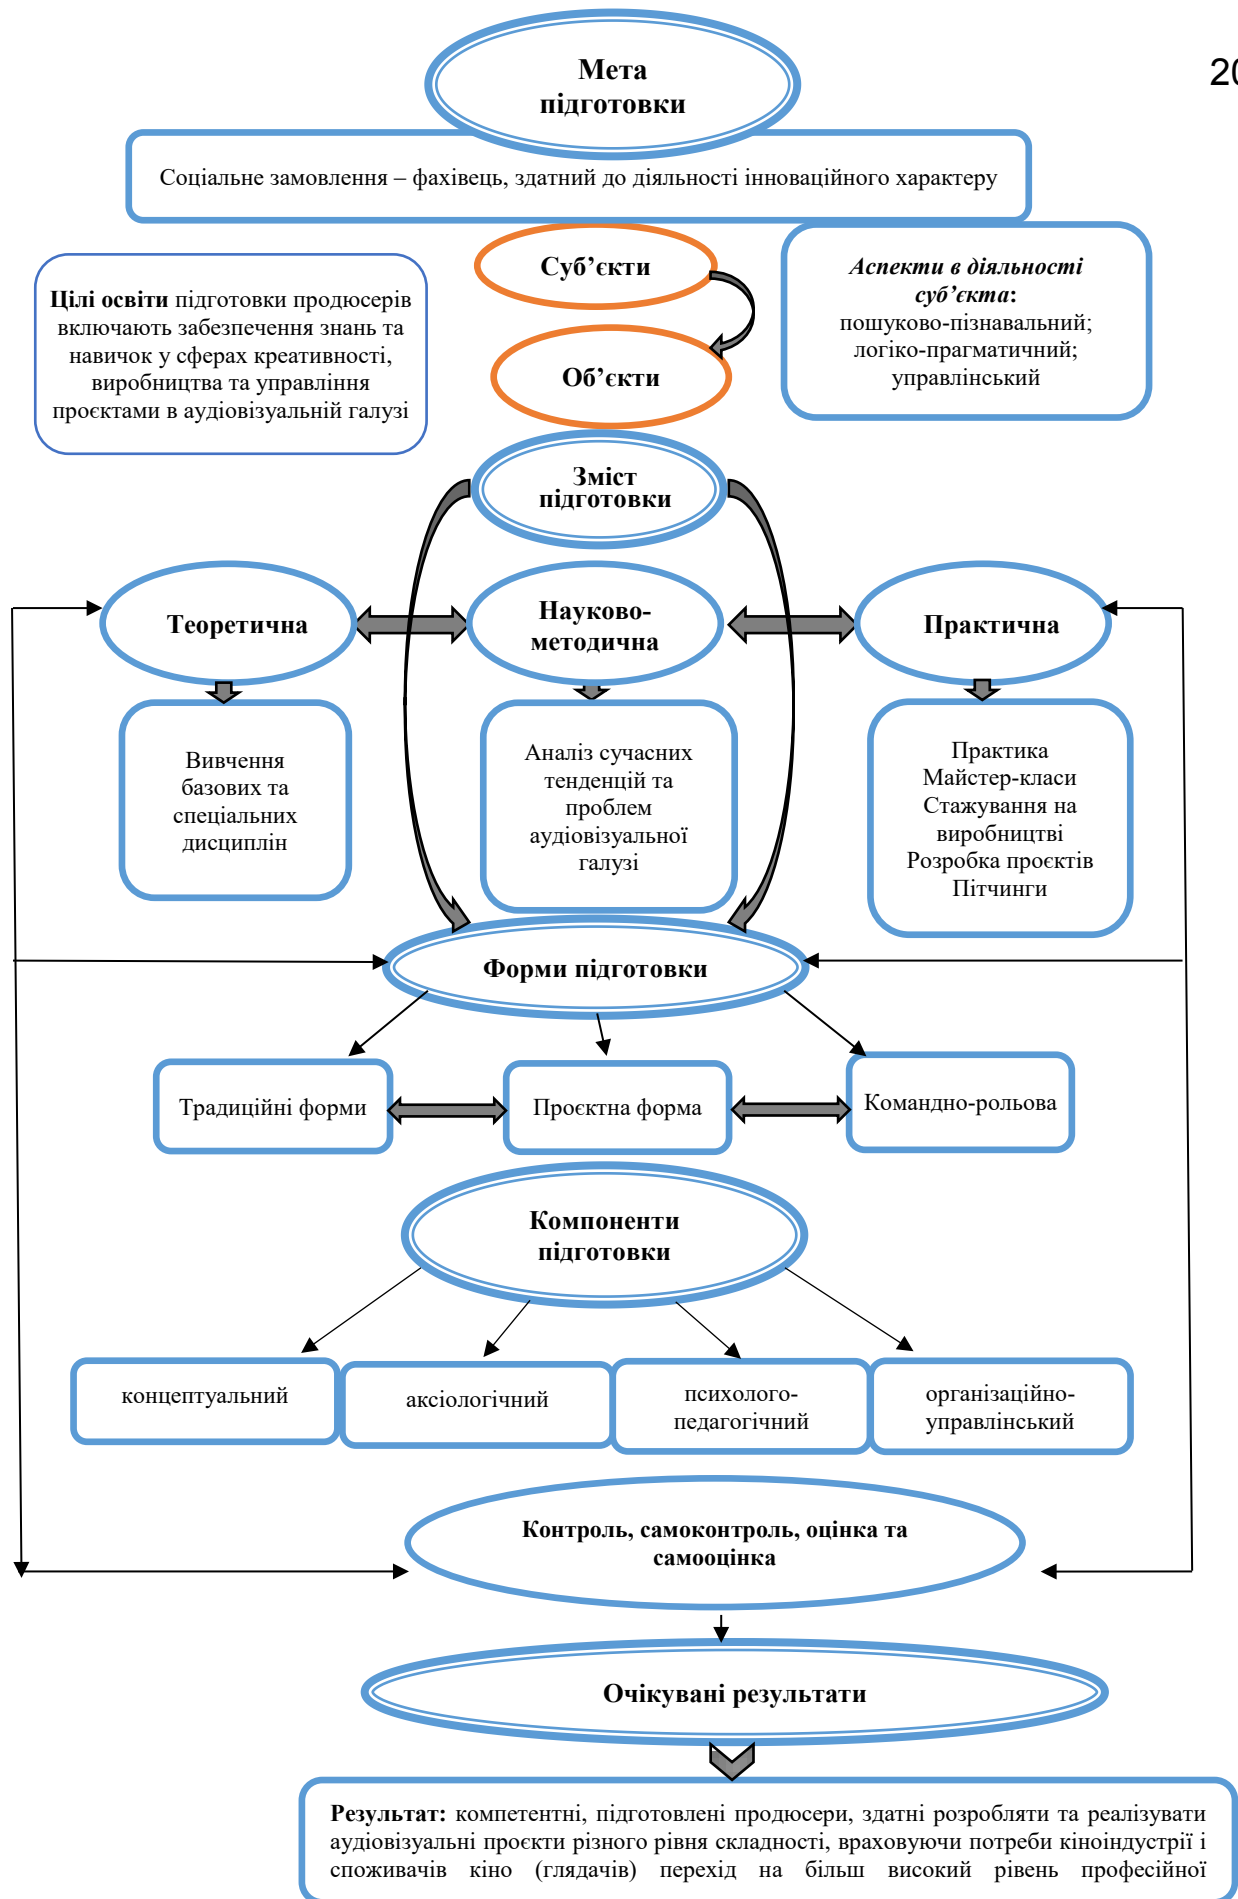 20
Мета
підготовки
Соціальне замовлення – фахівець, здатний до діяльності інноваційного характеру
Цілі освіти підготовки продюсерів
включають забезпечення знань та
навичок у сферах креативності,
виробництва та управління
проєктами в аудіовізуальній галузі
Суб’єкти
Об’єкти
Аспекти в діяльності
суб’єкта:
пошуково-пізнавальний;
логіко-прагматичний;
управлінський
Зміст
підготовки
Теоретична
Науково-
методична
Практична
Вивчення
базових та
спеціальних
дисциплін
Аналіз сучасних
тенденцій та
проблем
аудіовізуальної
галузі
Практика
Майстер-класи
Стажування на
виробництві
Розробка проєктів
Пітчинги
Форми підготовки
Традиційні форми
Проєктна форма
Командно-рольова
Компоненти
підготовки
концептуальний
аксіологічний
психолого-
педагогічний
організаційно-
управлінський
Контроль, самоконтроль, оцінка та
самооцінка
Очікувані результати
Результат: компетентні, підготовлені продюсери, здатні розробляти та реалізувати
аудіовізуальні проєкти різного рівня складності, враховуючи потреби кіноіндустрії і
споживачів кіно (глядачів) перехід на більш високий рівень професійної